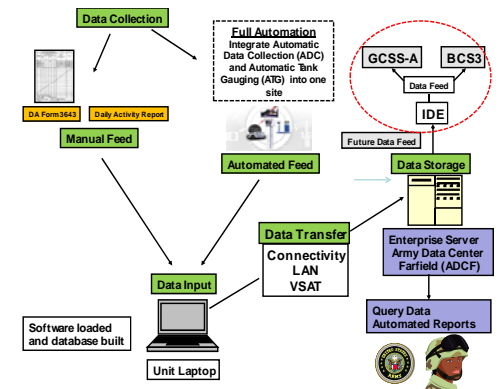 Data Collection
Full Automation
Integrate Automatic
Data Collection (ADC)
and Automatic Tank
Gauging (ATG) into one
site
GCSS-A
BCS3
Data Feed
IDE
DA Form3643
Daily Activity Report
Manual Feed
Automated Feed
Future Data Feed
Data Storage
Data Transfer
Connectivity
LAN
VSAT
Enterprise Server
Army Data Center
Farfield (ADCF)
Data Input
Query Data
Automated Reports
Software loaded
and database built
Unit Laptop